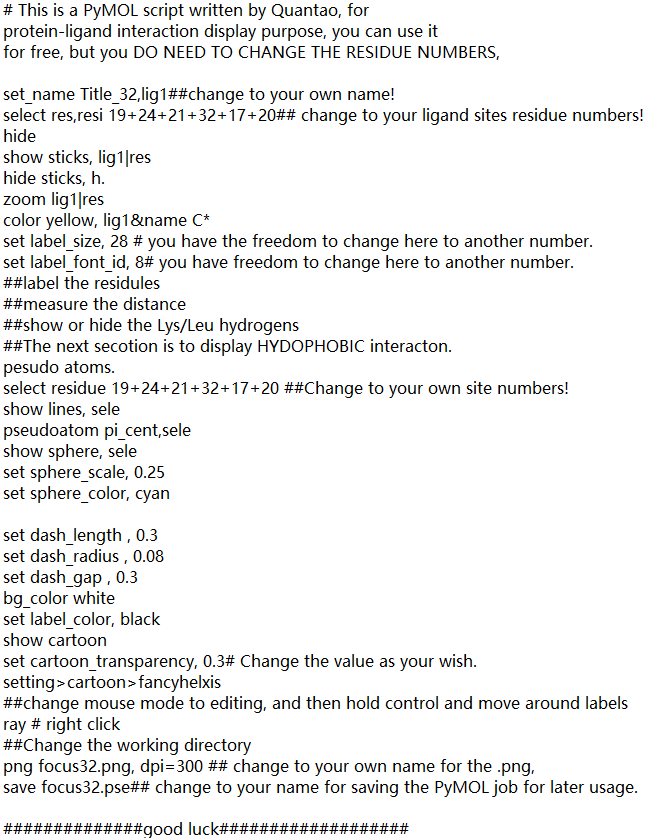 # This is a PyMOL script written by Quantao, for
protein-ligand interaction display purpose, you can use it
for free, but you DO NEED TO CHANGE THE RESIDUE NUMBERS,
set_name Title_32,lig1##change to your own name!
select res,resi 19+24+21+32+17+20## change to your ligand sites residue numbers!
hide
show sticks, lig1|res
hide sticks, h.
zoom lig1|res
color yellow, lig1&name C*
set label_size, 28 # you have the freedom to change here to another number.
set label_font_id, 8# you have freedom to change here to another number.
##label the residules
##measure the distance
##show or hide the Lys/Leu hydrogens
##The next secotion is to display HYDOPHOBIC interacton.
pesudo atoms.
select residue 19+24+21+32+17+20 ##Change to your own site numbers!
show lines, sele
pseudoatom pi_cent,sele
show sphere, sele
set sphere_scale, 0.25
set sphere_color, cyan
set dash_length , 0.3
set dash_radius , 0.08
set dash_gap , 0.3
bg_color white
set label_color, black
show cartoon
set cartoon_transparency, 0.3# Change the value as your wish.
setting>cartoon>fancyhelxis
##change mouse mode to editing, and then hold control and move around labels
ray # right click
##Change the working directory
png focus32.png, dpi=300 ## change to your own name for the .png,
save focus32.pse## change to your name for saving the PyMOL job for later usage.
##############good luck###################